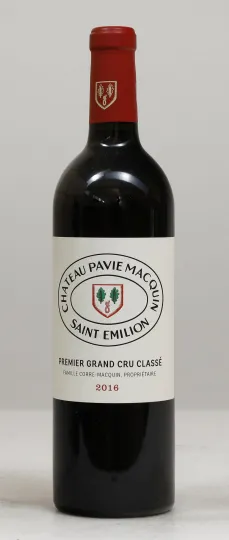 CHATEAU PAVIE MACQUIN
SAINT EMILION
PREMIER GRAND CRU CLASSÉ
FAMILLE CORRE-MACQUIN, PROPRIÉTAIRE
2016